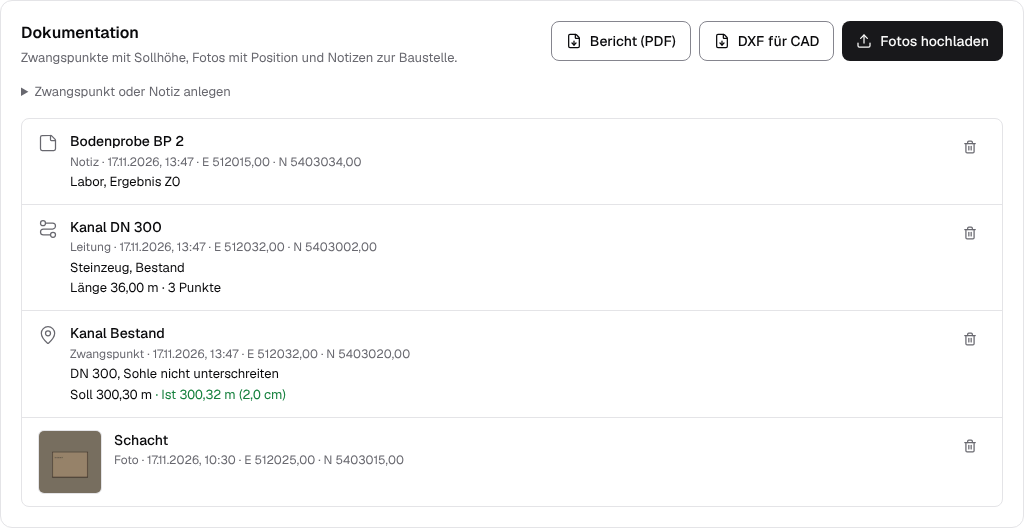 Dokumentation
Zwangspunkte mit Sollhöhe, Fotos mit Position und Notizen zur Baustelle.
Bericht (PDF)
DXF für CAD
Fotos hochladen
Zwangspunkt oder Notiz anlegen
Bodenprobe BP 2
Notiz · 17.11.2026, 13:47 · E 512015,00 · N 5403034,00
Labor, Ergebnis Z0
Kanal DN 300
Leitung · 17.11.2026, 13:47 · E 512032,00 · N 5403002,00
Steinzeug, Bestand
Länge 36,00 m · 3 Punkte
Kanal Bestand
Zwangspunkt · 17.11.2026, 13:47 · E 512032,00 · N 5403020,00
DN 300, Sohle nicht unterschreiten
Soll 300,30 m · Ist 300,32 m (2,0 cm)
Schacht
Foto · 17.11.2026, 10:30 · E 512025,00 · N 5403015,00